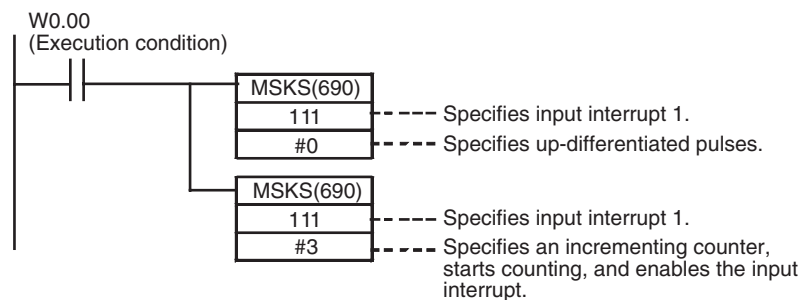 W0.00
(Execution condition)
MSKS(690)
111
Specifies input interrupt 1.
#0
Specifies up-differentiated pulses.
MSKS(690)
111
Specifies input interrupt 1.
#3
Specifies an incrementing counter,
starts counting, and enables the input
interrupt.